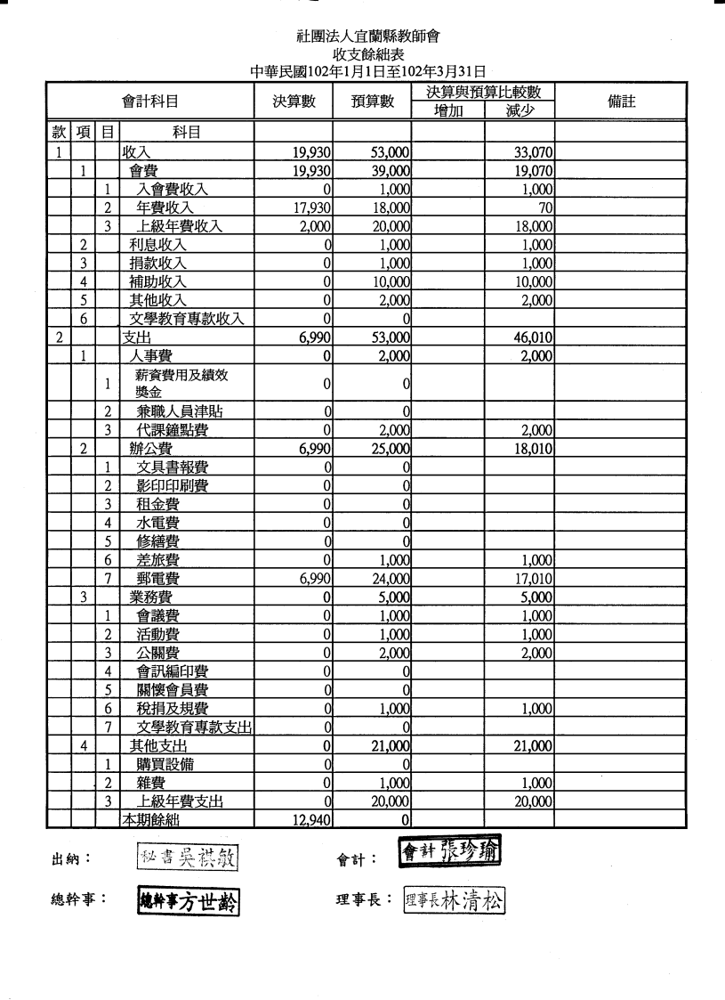 社團法人宜蘭縣教師會
收支餘絀表
中華民國102年1月1日至102年3月31日
會計科目 決算數 預算數 決算與預算比較數 備註
增加 減少
款 項 目 科目
1 收入 19,930 53,000 33,070
1 會費 19,930 39,000 19,070
1 入會費收入 0 1,000 1,000
2 年費收入 17,930 18,000 70
3 上級年費收入 2,000 20,000 18,000
2 利息收入 0 1,000 1,000
3 捐款收入 0 1,000 1,000
4 補助收入 0 10,000 10,000
5 其他收入 0 2,000 2,000
6 文學教育專款收入 0 0
2 支出 6,990 53,000 46,010
1 人事費 0 2,000 2,000
1 薪資費用及績效 0 0
獎金
2 兼職人員津貼 0 0
3 代課鐘點費 0 2,000 2,000
2 辦公費 6,990 25,000 18,010
1 文具書報費 0 0
2 影印印刷費 0 0
3 租金費 0 0
4 水電費 0 0
5 修繕費 0 0
6 差旅費 0 1,000 1,000
7 郵電費 6,990 24,000 17,010
3 業務費 0 5,000 5,000
1 會議費 0 1,000 1,000
2 活動費 0 1,000 1,000
3 公關費 0 2,000 2,000
4 會訊編印費 0 0
5 關懷會員費 0 0
6 稅捐及規費 0 1,000 1,000
7 文學教育專款支出 0 0
4 其他支出 0 21,000 21,000
1 購買設備 0 0
2 雜費 0 1,000 1,000
3 上級年費支出 0 20,000 20,000
本期餘絀 12,940 0
出納： 秘書吳祺敏 會計： 會計張珍瑜
總幹事： 總幹事方世齡 理事長： 理事長林清松